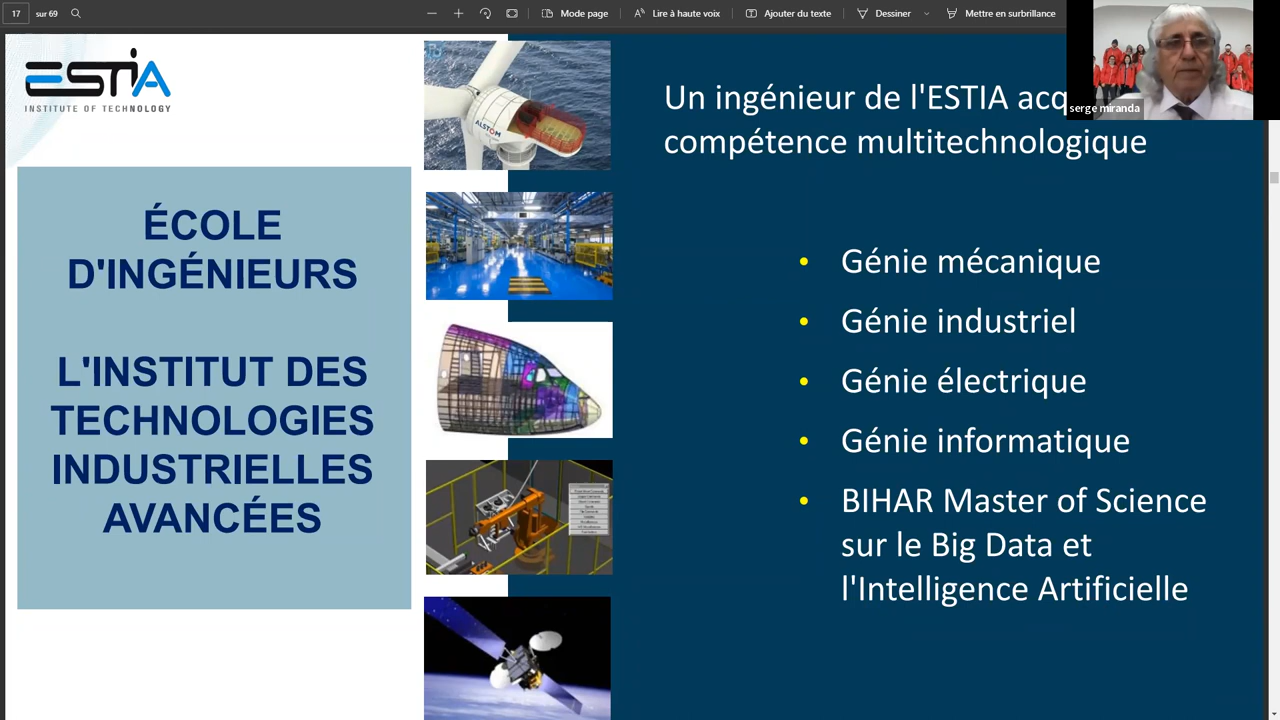 17 sur 69
Mode page
Lire à haute voix
Ajouter du texte
Dessiner
Mettre en surbrillance
serge miranda
ESTIA
INSTITUTE OF TECHNOLOGY
ÉCOLE
D'INGÉNIEURS
L'INSTITUT DES
TECHNOLOGIES
INDUSTRIELLES
AVANCÉES
ALSTOM
Un ingénieur de l'ESTIA acq
compétence multitechnologique
• Génie mécanique
• Génie industriel
• Génie électrique
• Génie informatique
• BIHAR Master of Science
sur le Big Data et
l'Intelligence Artificielle